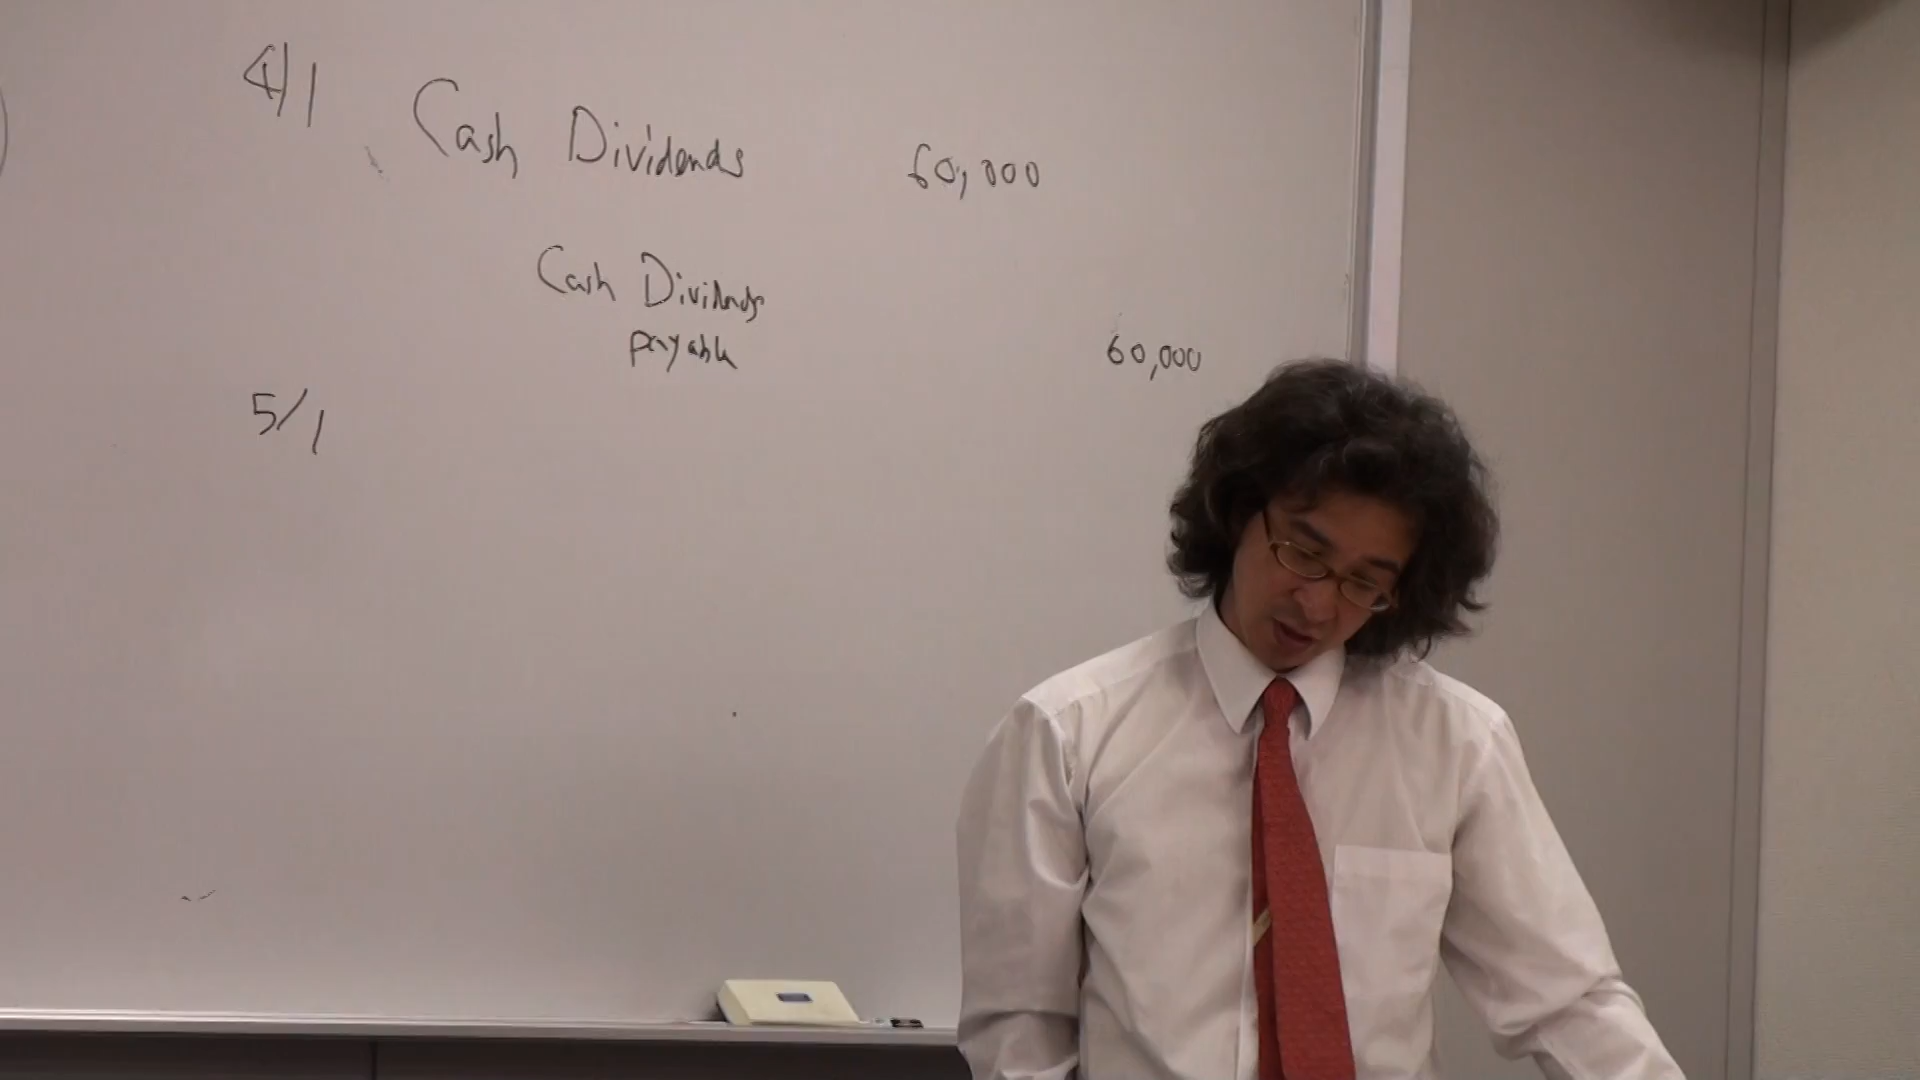 4/1 Cash Dividends 60,000
Cash Dividends
payable 60,000
5/1